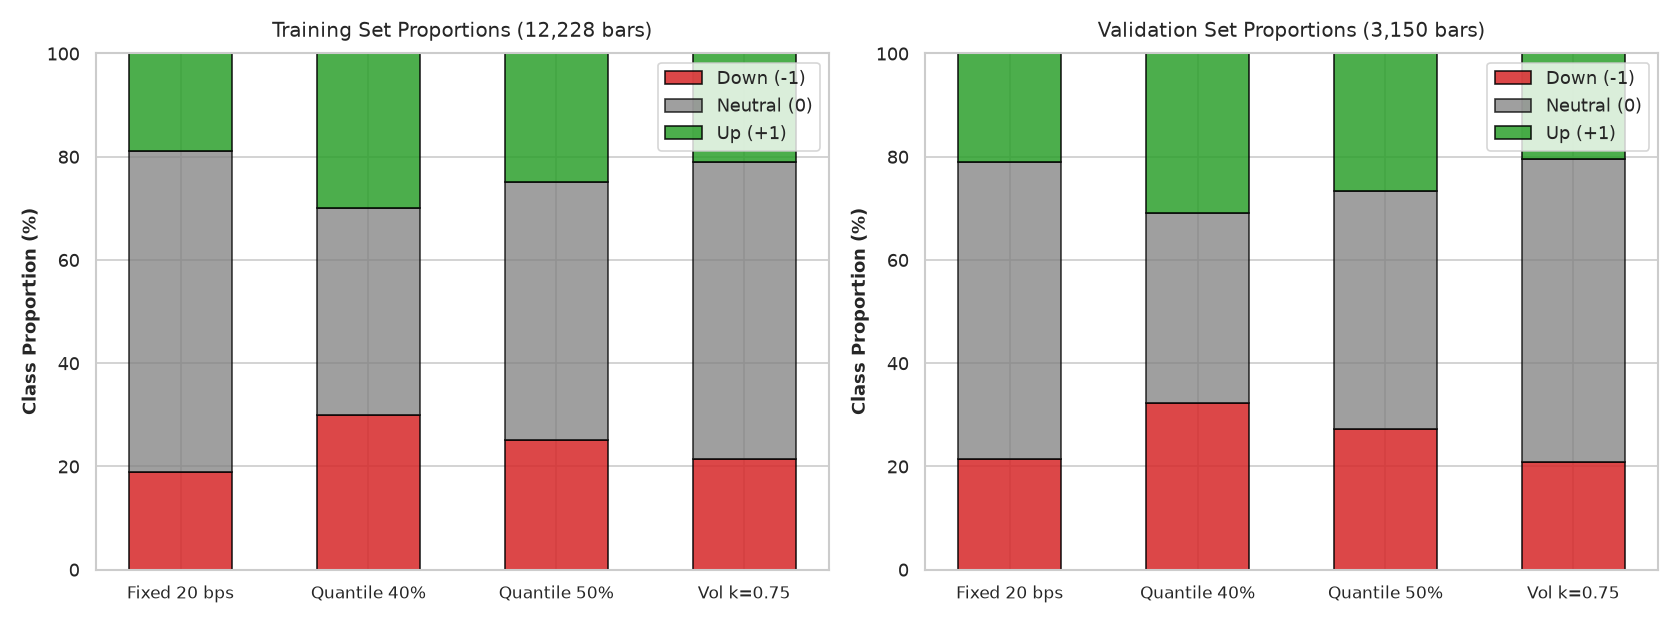 Training Set Proportions (12,228 bars)
Class Proportion (%)
100
80
60
40
20
0
Down (-1)
Neutral (0)
Up (+1)
Fixed 20 bps
Quantile 40%
Quantile 50%
Vol k=0.75
Validation Set Proportions (3,150 bars)
Class Proportion (%)
100
80
60
40
20
0
Down (-1)
Neutral (0)
Up (+1)
Fixed 20 bps
Quantile 40%
Quantile 50%
Vol k=0.75